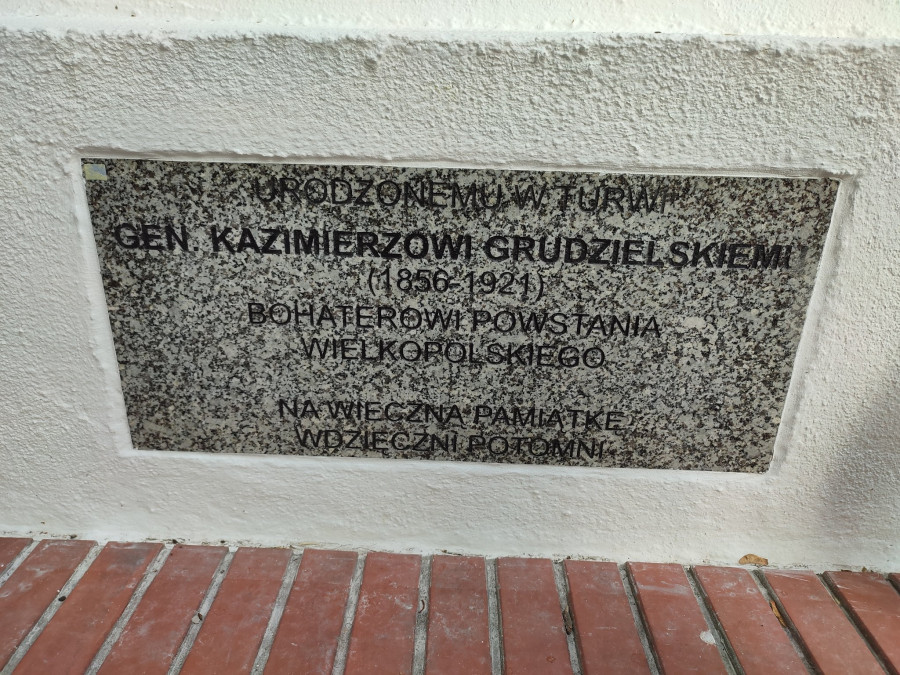 URODZONEMU W TURWI
GEN. KAZIMIERZOWI GRUDZIELSKIEMU
(1856-1921)
BOHATEROWI POWSTANIA
WIELKOPOLSKIEGO
NA WIECZNĄ PAMIĄTKĘ
WDZIĘCZNI POTOMNI